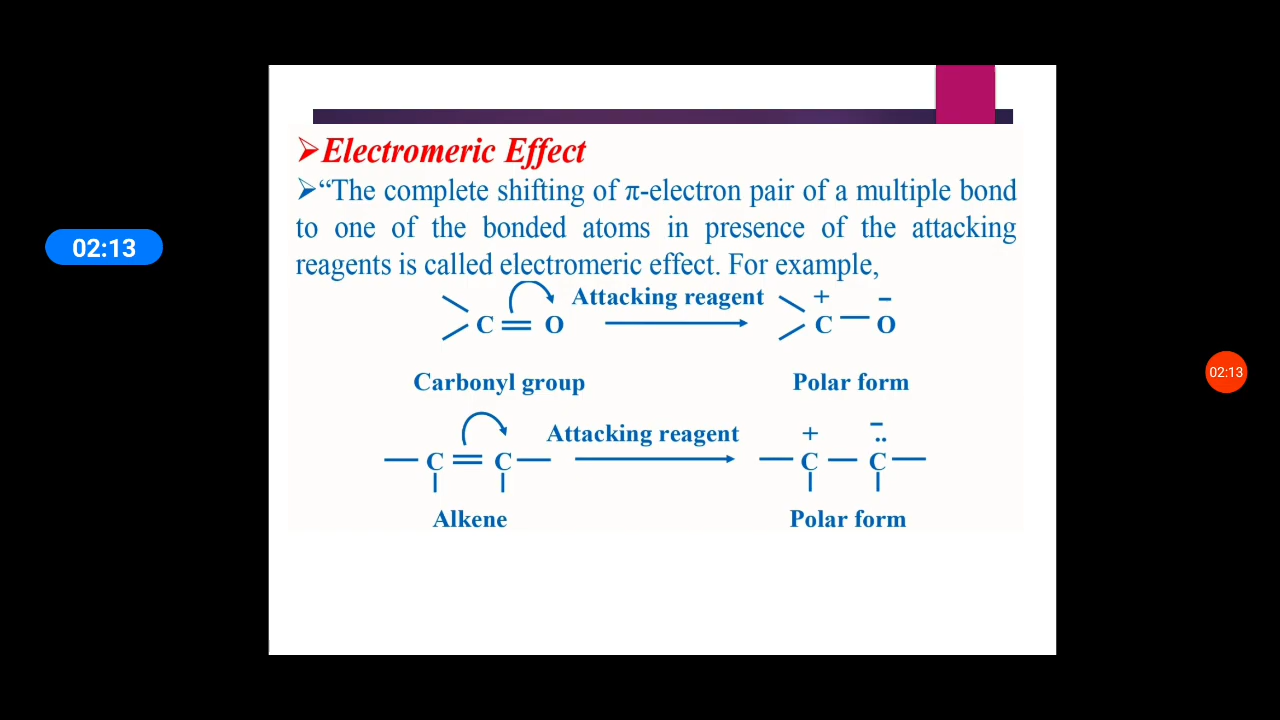 02:13
➢Electromeric Effect
➢“The complete shifting of π-electron pair of a multiple bond
to one of the bonded atoms in presence of the attacking
reagents is called electromeric effect. For example,
Attacking reagent + −
C = O C — O
Carbonyl group Polar form
02:13
Attacking reagent + −
— C = C — — C — C̈ —
Alkene Polar form